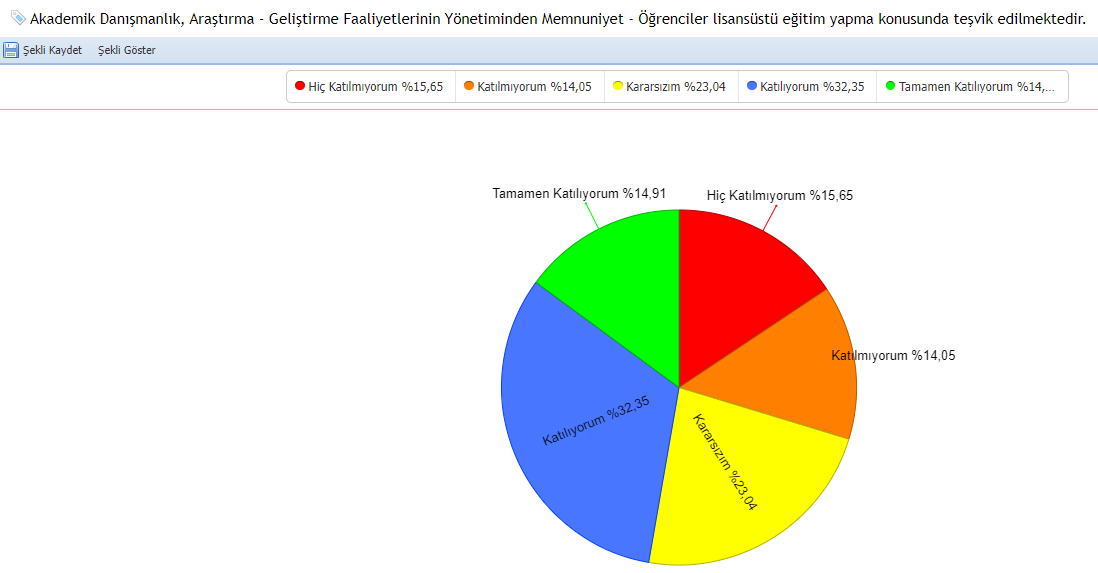 Akademik Danışmanlık, Araştırma - Geliştirme Faaliyetlerinin Yönetiminden Memnuniyet - Öğrenciler lisansüstü eğitim yapma konusunda teşvik edilmektedir.
Şekli Kaydet Şekli Göster
Hiç Katılmıyorum %15,65 Katılmıyorum %14,05 Kararsızım %23,04 Katılıyorum %32,35 Tamamen Katılıyorum %14,...
Tamamen Katılıyorum %14,91
Hiç Katılmıyorum %15,65
Katılmıyorum %14,05
Katılıyorum %32,35
Kararsızım %23,04